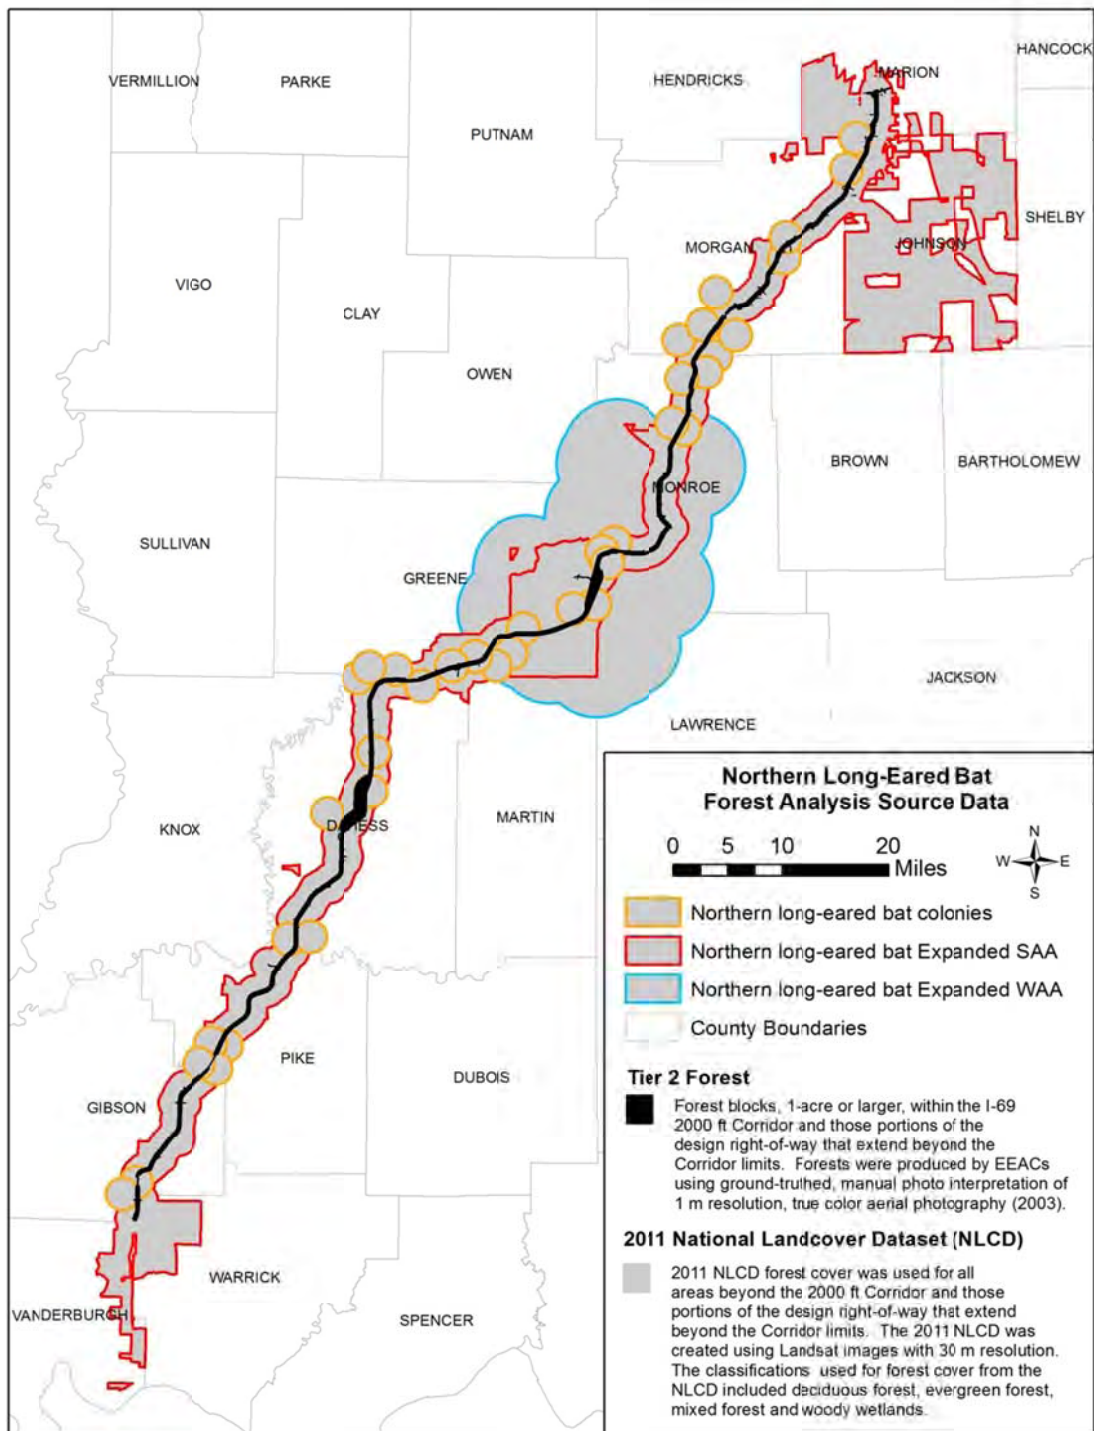 HANCOCK
VERMILLION
PARKE
HENDRICKS
MARION
PUTNAM
SHELBY
MORGAN
JOHNSON
VIGO
CLAY
OWEN
BROWN
BARTHOLOMEW
MONROE
SULLIVAN
GREENE
JACKSON
LAWRENCE
KNOX
DAVIESS
MARTIN
PIKE
DUBOIS
GIBSON
WARRICK
VANDERBURGH
SPENCER
Northern Long-Eared Bat
Forest Analysis Source Data
0 5 10 20
Miles
N
W E
S
Northern long-eared bat colonies
Northern long-eared bat Expanded SAA
Northern long-eared bat Expanded WAA
County Boundaries
Tier 2 Forest
Forest blocks, 1-acre or larger, within the I-69
2000 ft Corridor and those portions of the
design right-of-way that extend beyond the
Corridor limits. Forests were produced by EEACs
using ground-truthed, manual photo interpretation of
1 m resolution, true color aerial photography (2003).
2011 National Landcover Dataset (NLCD)
2011 NLCD forest cover was used for all
areas beyond the 2000 ft Corridor and those
portions of the design right-of-way that extend
beyond the Corridor limits. The 2011 NLCD was
created using Landsat images with 30 m resolution.
The classifications used for forest cover from the
NLCD included deciduous forest, evergreen forest,
mixed forest and woody wetlands.